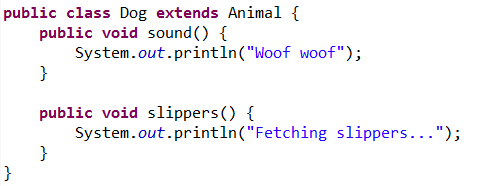 public class Dog extends Animal {
    public void sound() {
        System.out.println("Woof woof");
    }

    public void slippers() {
        System.out.println("Fetching slippers...");
    }
}